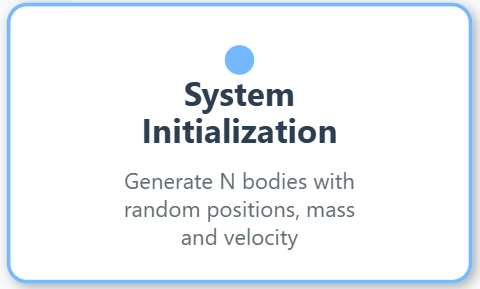 System
Initialization
Generate N bodies with
random positions, mass
and velocity